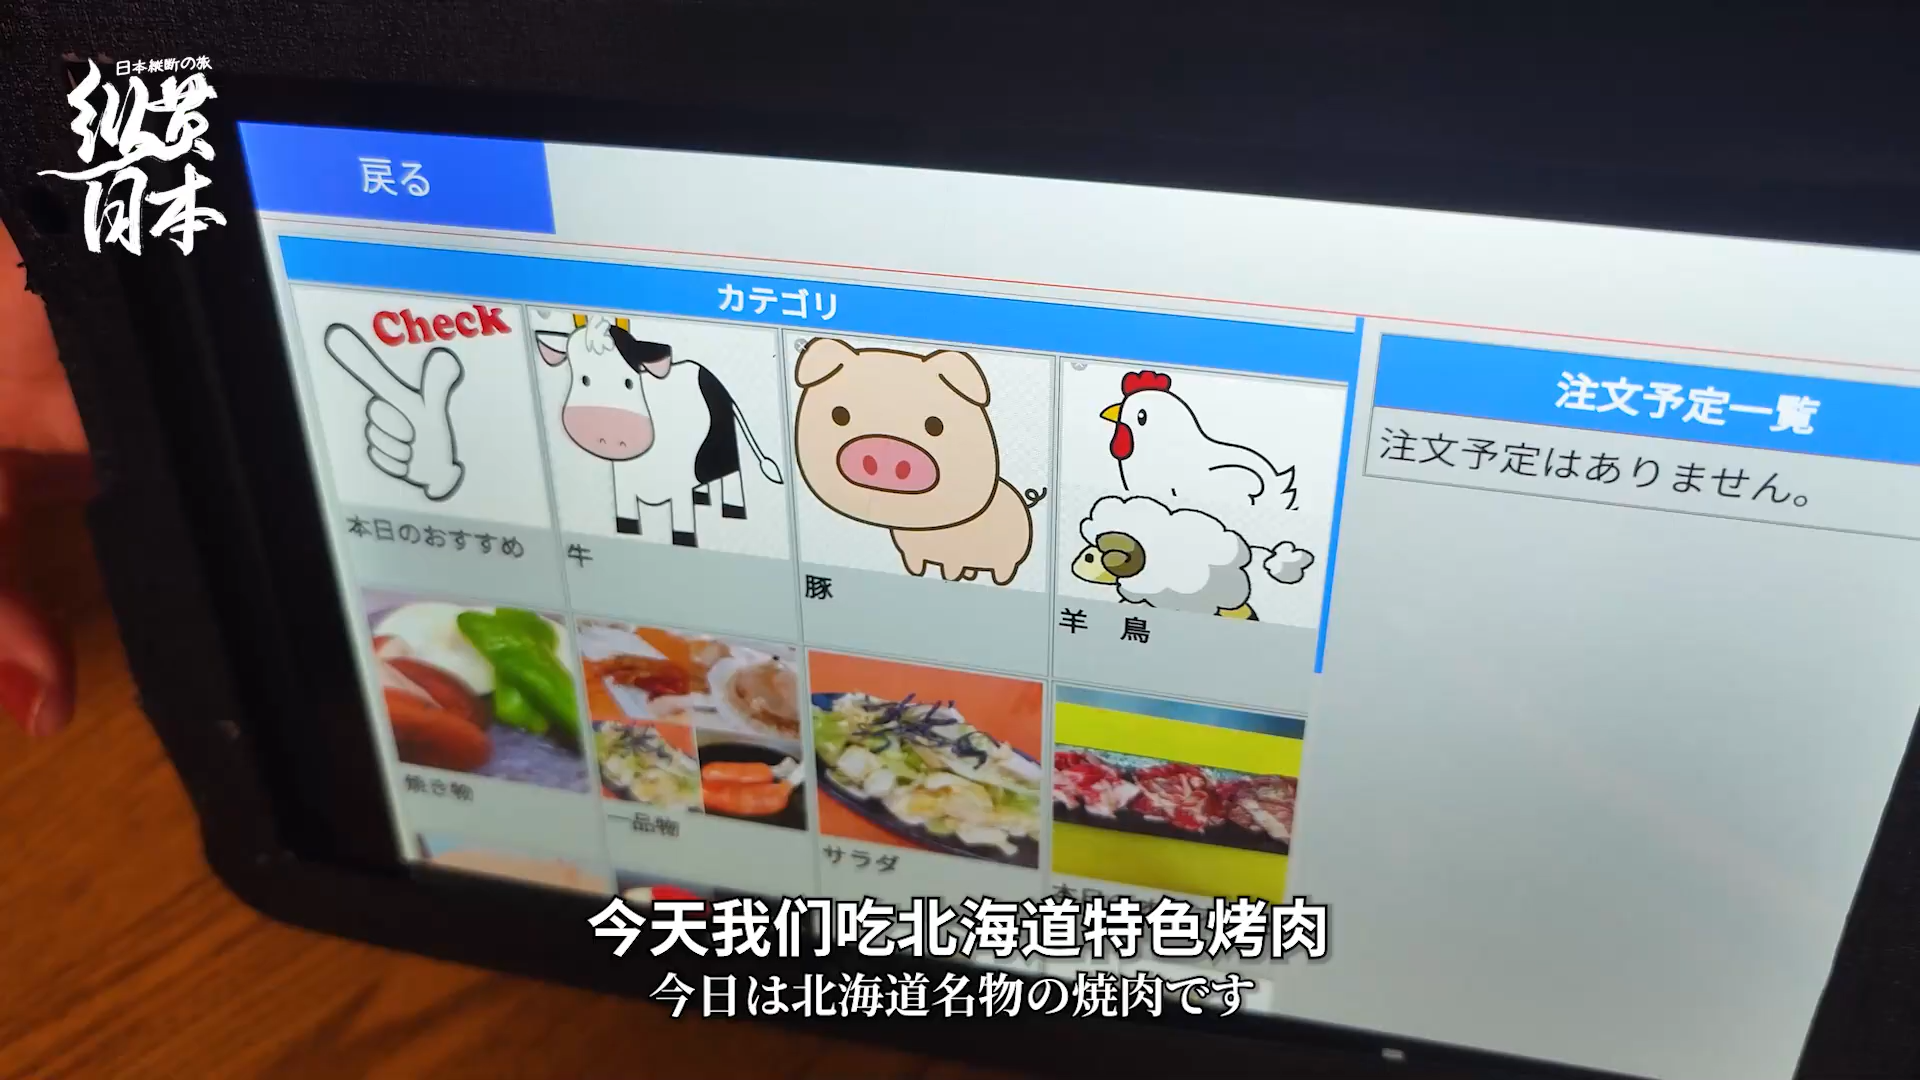 日本縦断の旅
纵贯
日本
戻る
カテゴリ
Check
本日のおすすめ
牛
豚
羊 鳥
注文予定一覧
注文予定はありません。
焼き物
一品物
サラダ
今天我们吃北海道特色烤肉
今日は北海道名物の焼肉です